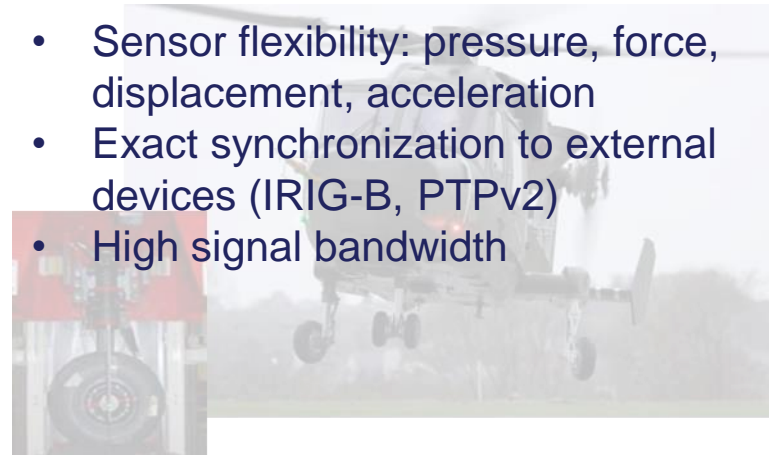 • Sensor flexibility: pressure, force,
displacement, acceleration
• Exact synchronization to external
devices (IRIG-B, PTPv2)
• High signal bandwidth